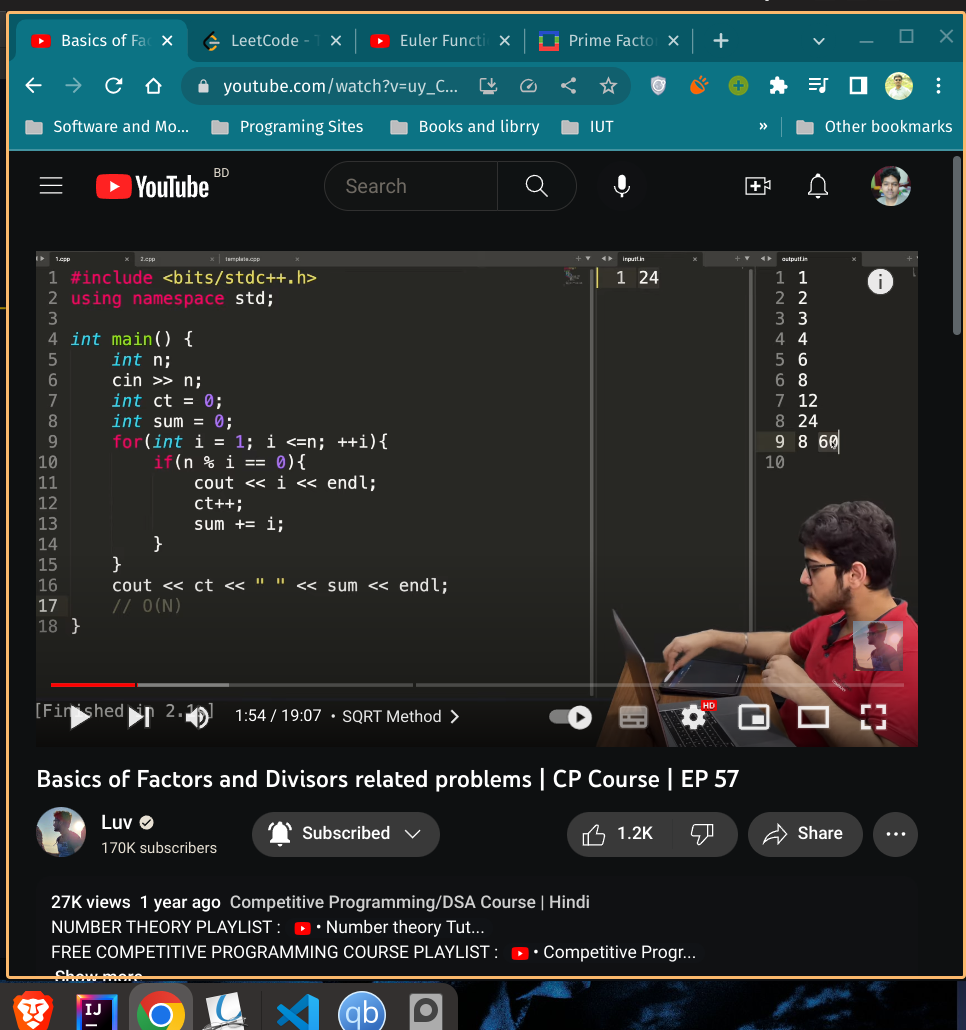 Basics of Fa
LeetCode - T
Euler Functi
Prime Facto
youtube.com/watch?v=uy_C...
Software and Mo...
Programing Sites
Books and librry
IUT
»
Other bookmarks
YouTube BD
Search
1.cpp
2.cpp
template.cpp
inputf.in
outputf.in
1 #include <bits/stdc++.h>
2 using namespace std;
3
4 int main() {
5 int n;
6 cin >> n;
7 int ct = 0;
8 int sum = 0;
9 for(int i = 1; i <=n; ++i){
10 if(n % i == 0){
11 cout << i << endl;
12 ct++;
13 sum += i;
14 }
15 }
16 cout << ct << " " << sum << endl;
17 // O(N)
18 }
1 24
1 1
2 2
3 3
4 4
5 6
6 8
7 12
8 24
9 8 60
10
i
[Finished in 2.1s]
1:54 / 19:07 • SQRT Method
HD
Basics of Factors and Divisors related problems | CP Course | EP 57
Luv
170K subscribers
Subscribed
1.2K
Share
27K views 1 year ago Competitive Programming/DSA Course | Hindi
NUMBER THEORY PLAYLIST : • Number theory Tut...
FREE COMPETITIVE PROGRAMMING COURSE PLAYLIST : • Competitive Progr...
Show more
IJ
qb